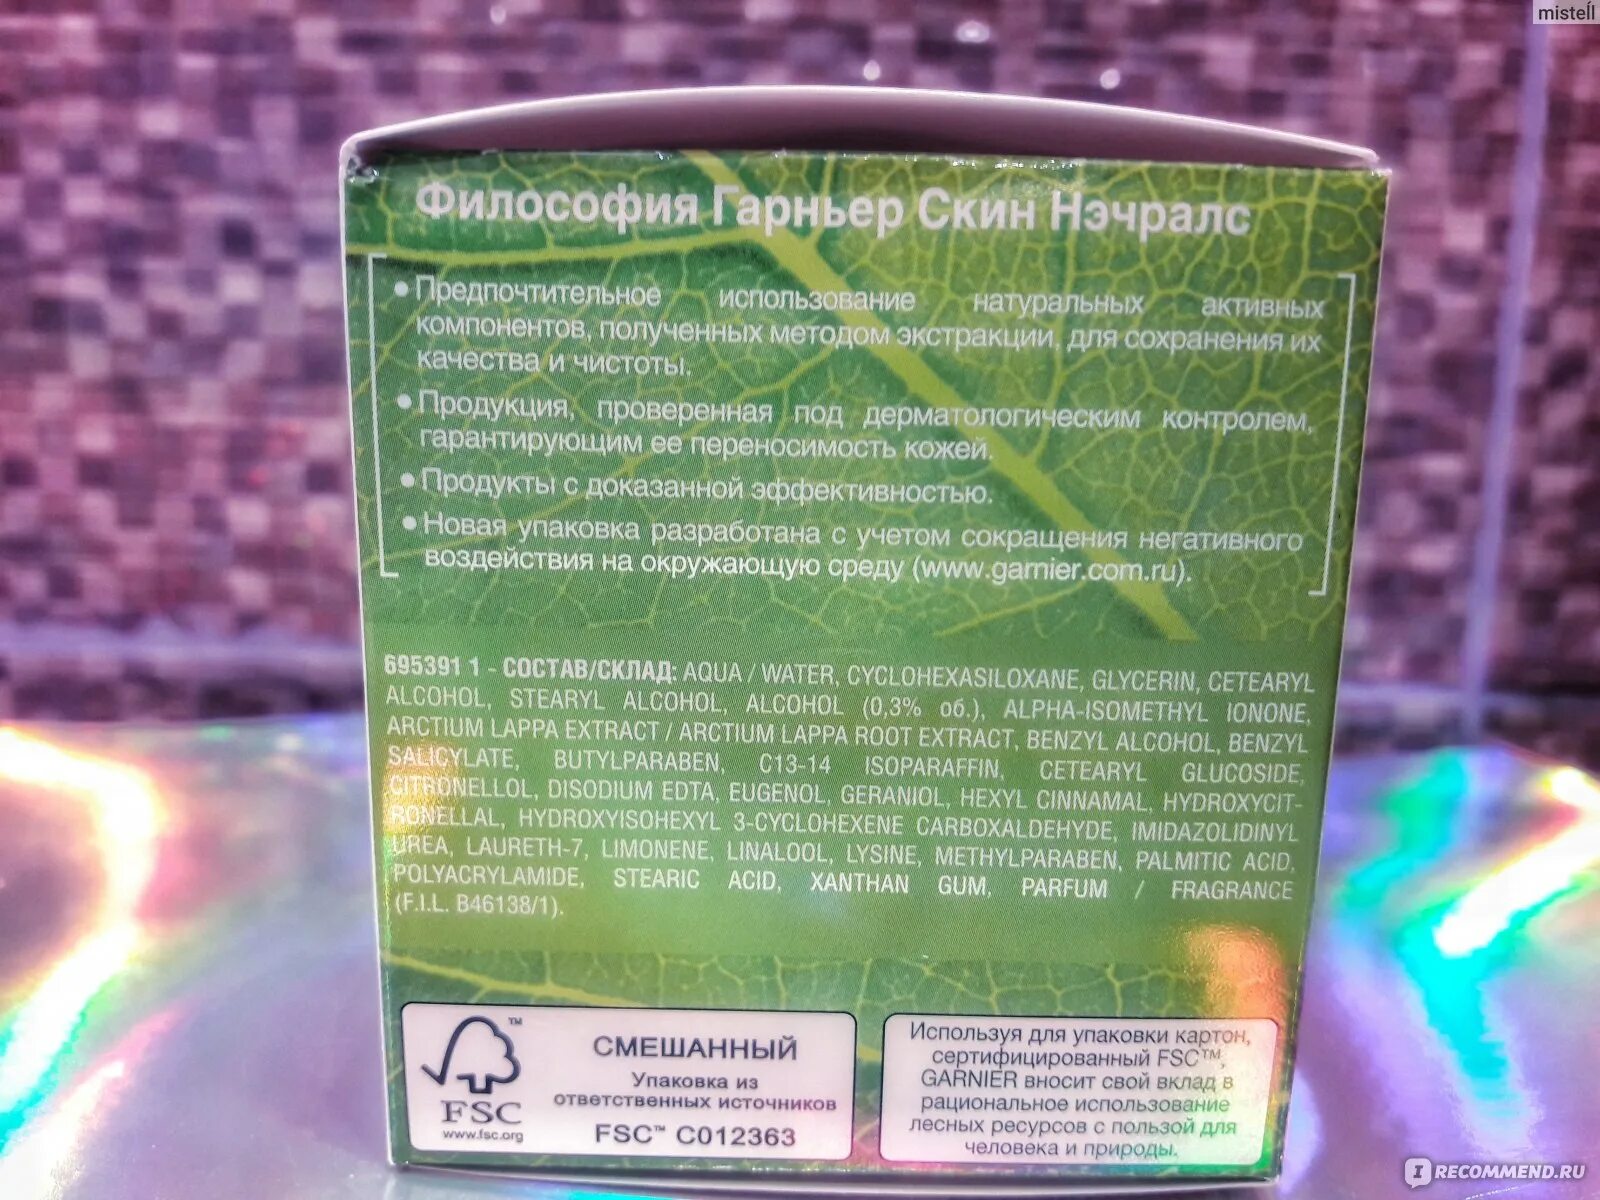 mistell
Философия Гарньер Скин Нэчралс
• Предпочтительное использование натуральных активных
компонентов, полученных методом экстракции, для сохранения их
качества и чистоты.
• Продукция, проверенная под дерматологическим контролем,
гарантирующим ее переносимость кожей.
• Продукты с доказанной эффективностью.
• Новая упаковка разработана с учетом сокращения негативного
воздействия на окружающую среду (www.garnier.com.ru).
695391 1 - СОСТАВ/СКЛАД: AQUA / WATER, CYCLOHEXASILOXANE, GLYCERIN, CETEARYL
ALCOHOL, STEARYL ALCOHOL, ALCOHOL (0,3% об.), ALPHA-ISOMETHYL IONONE,
ARCTIUM LAPPA EXTRACT / ARCTIUM LAPPA ROOT EXTRACT, BENZYL ALCOHOL, BENZYL
SALICYLATE, BUTYLPARABEN, C13-14 ISOPARAFFIN, CETEARYL GLUCOSIDE,
CITRONELLOL, DISODIUM EDTA, EUGENOL, GERANIOL, HEXYL CINNAMAL, HYDROXYCIT-
RONELLAL, HYDROXYISOHEXYL 3-CYCLOHEXENE CARBOXALDEHYDE, IMIDAZOLIDINYL
UREA, LAURETH-7, LIMONENE, LINALOOL, LYSINE, METHYLPARABEN, PALMITIC ACID,
POLYACRYLAMIDE, STEARIC ACID, XANTHAN GUM, PARFUM / FRAGRANCE
(F.I.L. B46138/1).
FSC
www.fsc.org
СМЕШАННЫЙ
Упаковка из
ответственных источников
FSC™ C012363
Используя для упаковки картон,
сертифицированный FSC™,
GARNIER вносит свой вклад в
рациональное использование
лесных ресурсов с пользой для
человека и природы.
IRECOMMEND.RU